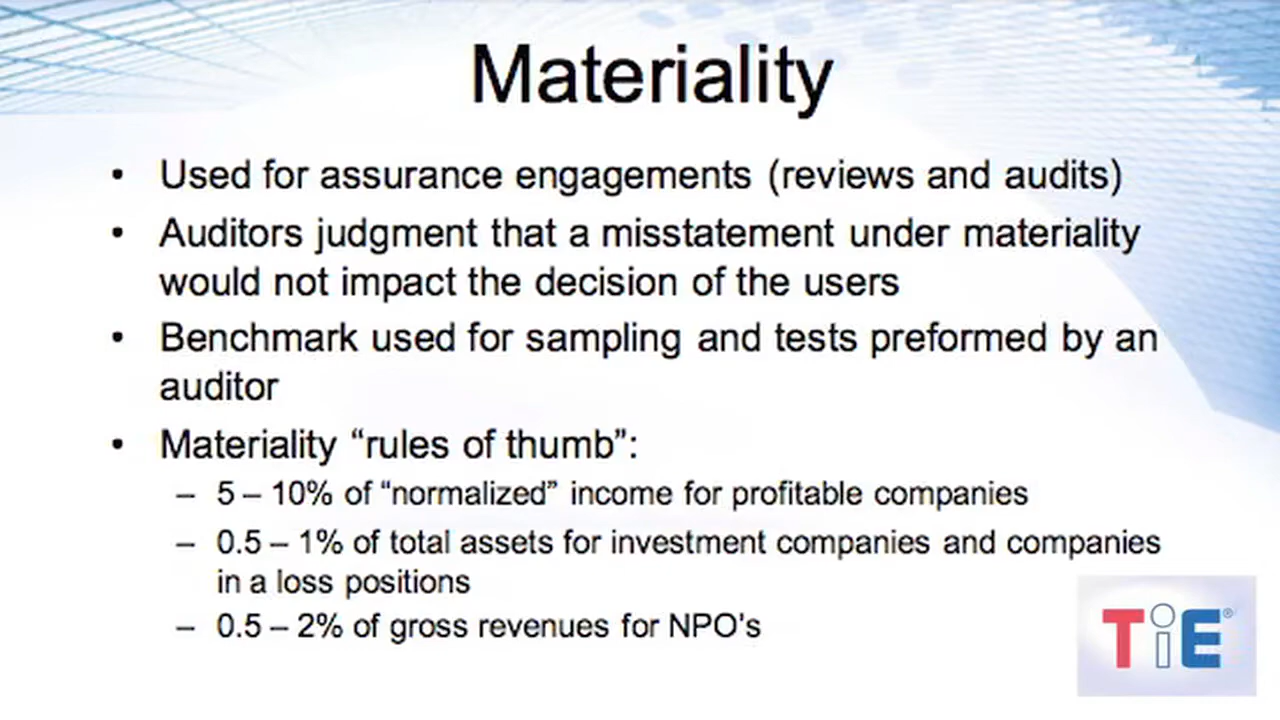 Materiality
• Used for assurance engagements (reviews and audits)
• Auditors judgment that a misstatement under materiality
would not impact the decision of the users
• Benchmark used for sampling and tests preformed by an
auditor
• Materiality “rules of thumb”:
– 5 – 10% of “normalized” income for profitable companies
– 0.5 – 1% of total assets for investment companies and companies
in a loss positions
– 0.5 – 2% of gross revenues for NPO’s
TiE®